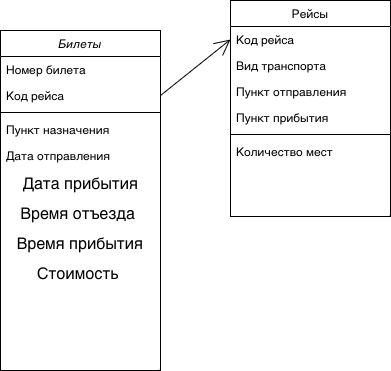 Билеты
Номер билета
Код рейса
Пункт назначения
Дата отправления
Дата прибытия
Время отъезда
Время прибытия
Стоимость
Рейсы
Код рейса
Вид транспорта
Пункт отправления
Пункт прибытия
Количество мест